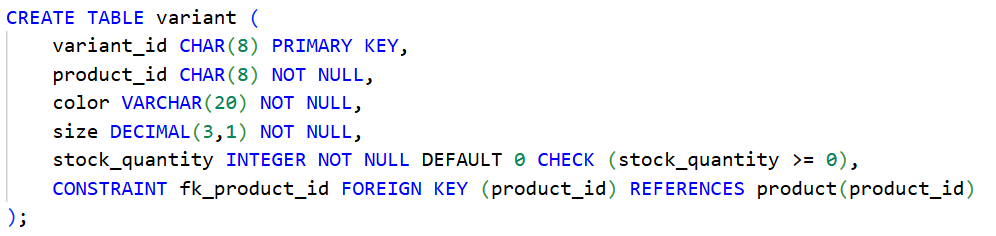 CREATE TABLE variant (
    variant_id CHAR(8) PRIMARY KEY,
    product_id CHAR(8) NOT NULL,
    color VARCHAR(20) NOT NULL,
    size DECIMAL(3,1) NOT NULL,
    stock_quantity INTEGER NOT NULL DEFAULT 0 CHECK (stock_quantity >= 0),
    CONSTRAINT fk_product_id FOREIGN KEY (product_id) REFERENCES product(product_id)
);